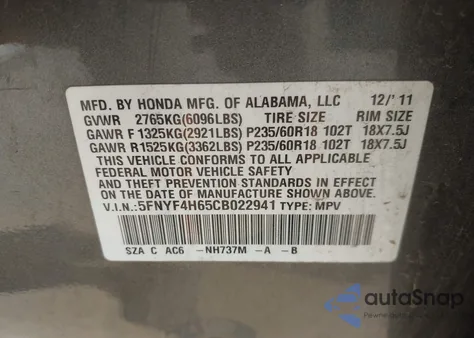 MFD. BY HONDA MFG. OF ALABAMA, LLC 12/'11
GVWR 2765KG(6096LBS) TIRE SIZE RIM SIZE
GAWR F 1325KG(2921LBS) P235/60R18 102T 18X7.5J
GAWR R1525KG(3362LBS) P235/60R18 102T 18X7.5J
THIS VEHICLE CONFORMS TO ALL APPLICABLE
FEDERAL MOTOR VEHICLE SAFETY AND
THEFT PREVENTION STANDARDS IN EFFECT
ON THE DATE OF MANUFACTURE SHOWN ABOVE.
V.I.N.: 5FNYF4H65CB022941 TYPE: MPV
SZA C AC6 -NH737M -A -B
autoSnap